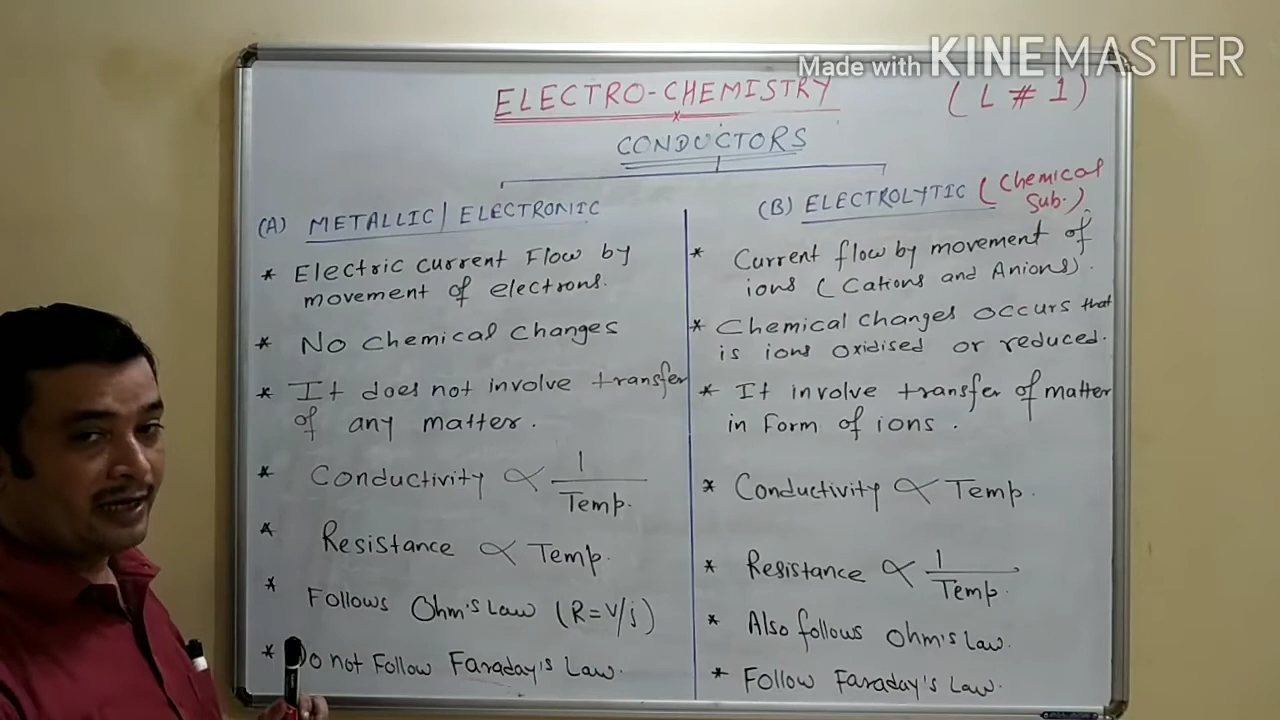 Made with KINEMASTER
ELECTRO-CHEMISTRY
( L # 1 )
CONDUCTORS
(A) METALLIC/ELECTRONIC
* Electric current Flow by
movement of electrons.
* No chemical changes
* It does not involve transfer
of any matter.
* Conductivity ∝ 1/Temp.
* Resistance ∝ Temp.
* Follows Ohm's Law (R=V/i)
* Do not Follow Faraday's Law.
(B) ELECTROLYTIC (Chemical
Sub.)
* Current flow by movement of
ions (Cations and Anions).
* Chemical changes occurs that
is ions oxidised or reduced.
* It involve transfer of matter
in Form of ions.
* Conductivity ∝ Temp.
* Resistance ∝ 1/Temp.
* Also follows Ohm's Law.
* Follow Faraday's Law.